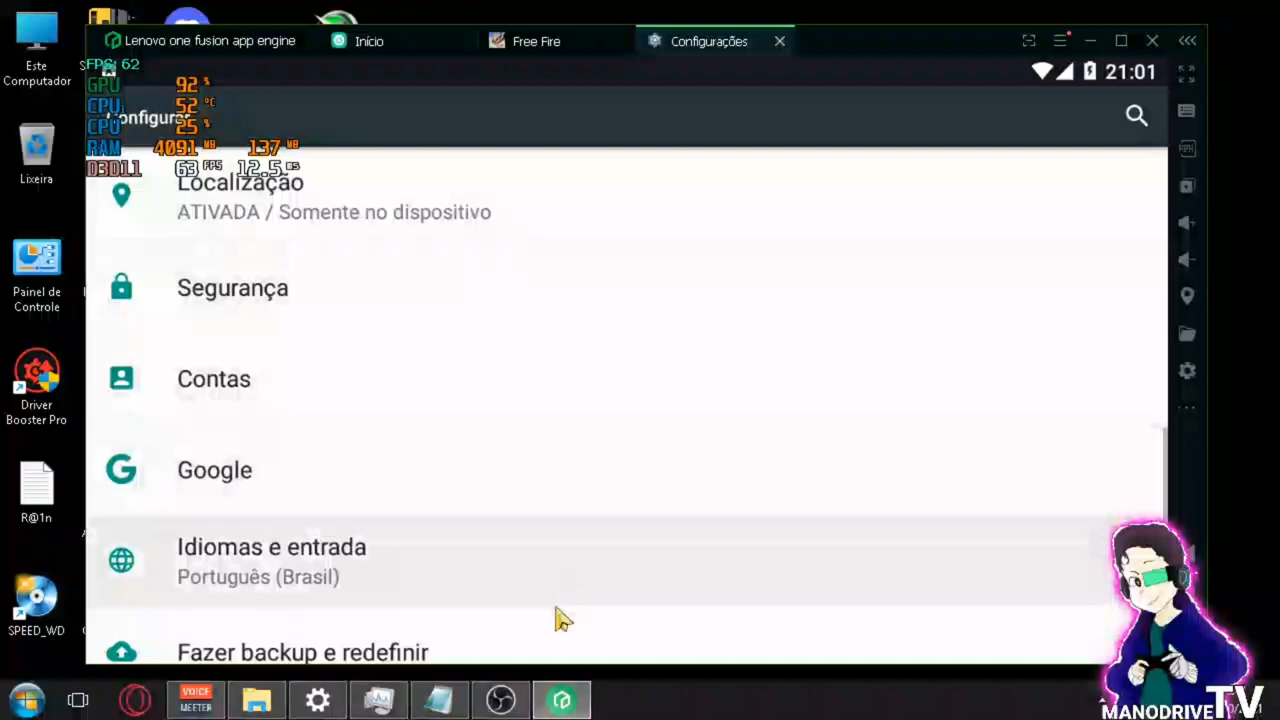 Lenovo one fusion app engine
Início
Free Fire
Configurações
FPS: 62
21:01
GPU 92 %
CPU 52 °C
CPU 25 %
RAM 4091 MB 137 MB
D3D11 63 FPS 12.5 ms
Configurar
Localização
ATIVADA / Somente no dispositivo
Segurança
Contas
Google
Idiomas e entrada
Português (Brasil)
Fazer backup e redefinir
Este
Computador
Lixeira
Painel de
Controle
Driver
Booster Pro
R@1n
SPEED_WD
VOICE
MEETER
MANODRIVE TV